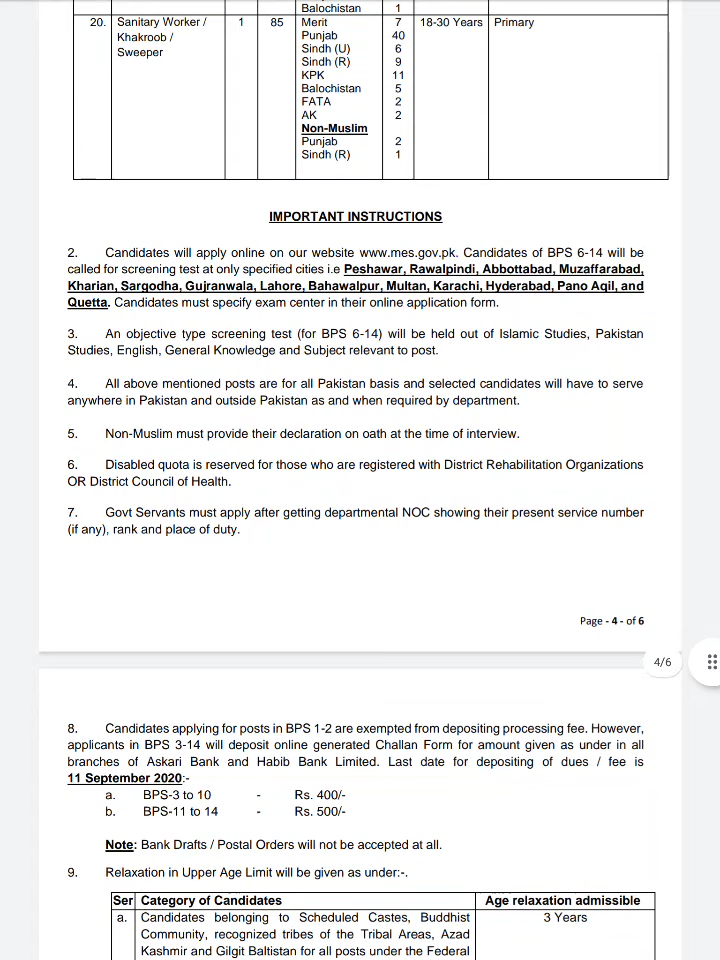 Balochistan 1
20. Sanitary Worker / 1 85 Merit 7 18-30 Years Primary
Khakroob / Punjab 40
Sweeper Sindh (U) 6
Sindh (R) 9
KPK 11
Balochistan 5
FATA 2
AK 2
Non-Muslim
Punjab 2
Sindh (R) 1
IMPORTANT INSTRUCTIONS
2. Candidates will apply online on our website www.mes.gov.pk. Candidates of BPS 6-14 will be
called for screening test at only specified cities i.e Peshawar, Rawalpindi, Abbottabad, Muzaffarabad,
Kharian, Sargodha, Gujranwala, Lahore, Bahawalpur, Multan, Karachi, Hyderabad, Pano Aqil, and
Quetta. Candidates must specify exam center in their online application form.
3. An objective type screening test (for BPS 6-14) will be held out of Islamic Studies, Pakistan
Studies, English, General Knowledge and Subject relevant to post.
4. All above mentioned posts are for all Pakistan basis and selected candidates will have to serve
anywhere in Pakistan and outside Pakistan as and when required by department.
5. Non-Muslim must provide their declaration on oath at the time of interview.
6. Disabled quota is reserved for those who are registered with District Rehabilitation Organizations
OR District Council of Health.
7. Govt Servants must apply after getting departmental NOC showing their present service number
(if any), rank and place of duty.
Page - 4 - of 6
4/6
8. Candidates applying for posts in BPS 1-2 are exempted from depositing processing fee. However,
applicants in BPS 3-14 will deposit online generated Challan Form for amount given as under in all
branches of Askari Bank and Habib Bank Limited. Last date for depositing of dues / fee is
11 September 2020:-
a. BPS-3 to 10 - Rs. 400/-
b. BPS-11 to 14 - Rs. 500/-
Note: Bank Drafts / Postal Orders will not be accepted at all.
9. Relaxation in Upper Age Limit will be given as under:-.
Ser Category of Candidates Age relaxation admissible
a. Candidates belonging to Scheduled Castes, Buddhist 3 Years
Community, recognized tribes of the Tribal Areas, Azad
Kashmir and Gilgit Baltistan for all posts under the Federal